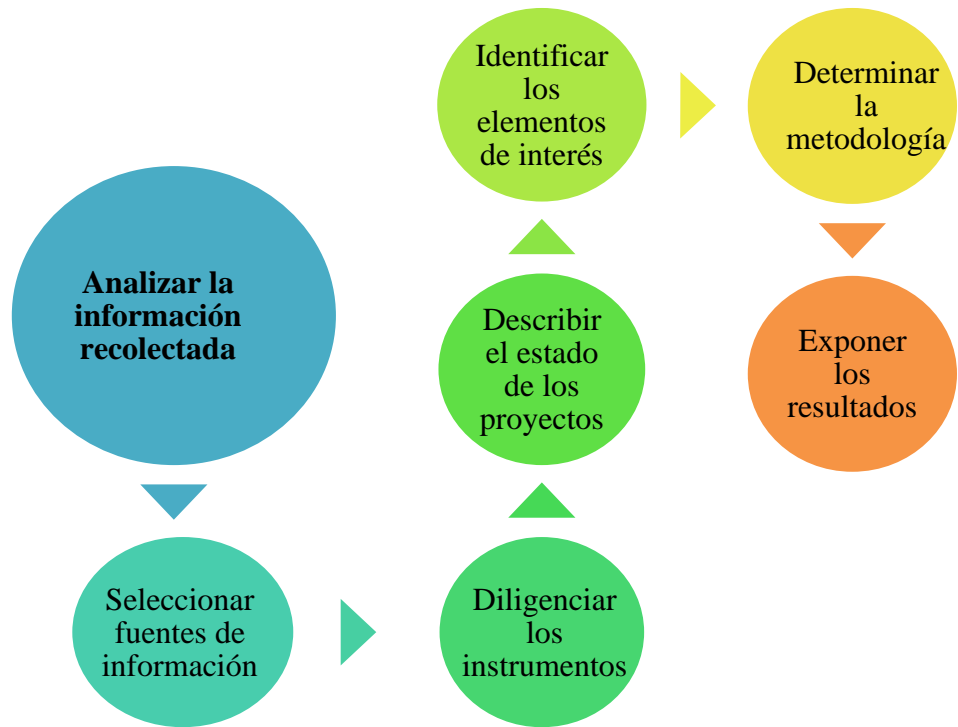 Analizar la
información
recolectada
Seleccionar
fuentes de
información
Diligenciar
los
instrumentos
Describir
el estado
de los
proyectos
Identificar
los
elementos
de interés
Determinar
la
metodología
Exponer
los
resultados